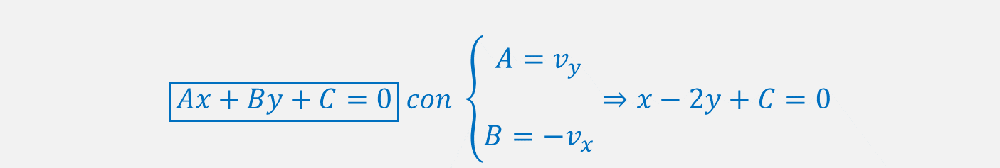 A = v_y
Ax + By + C = 0 con ⇒ x − 2y + C = 0
B = −v_x